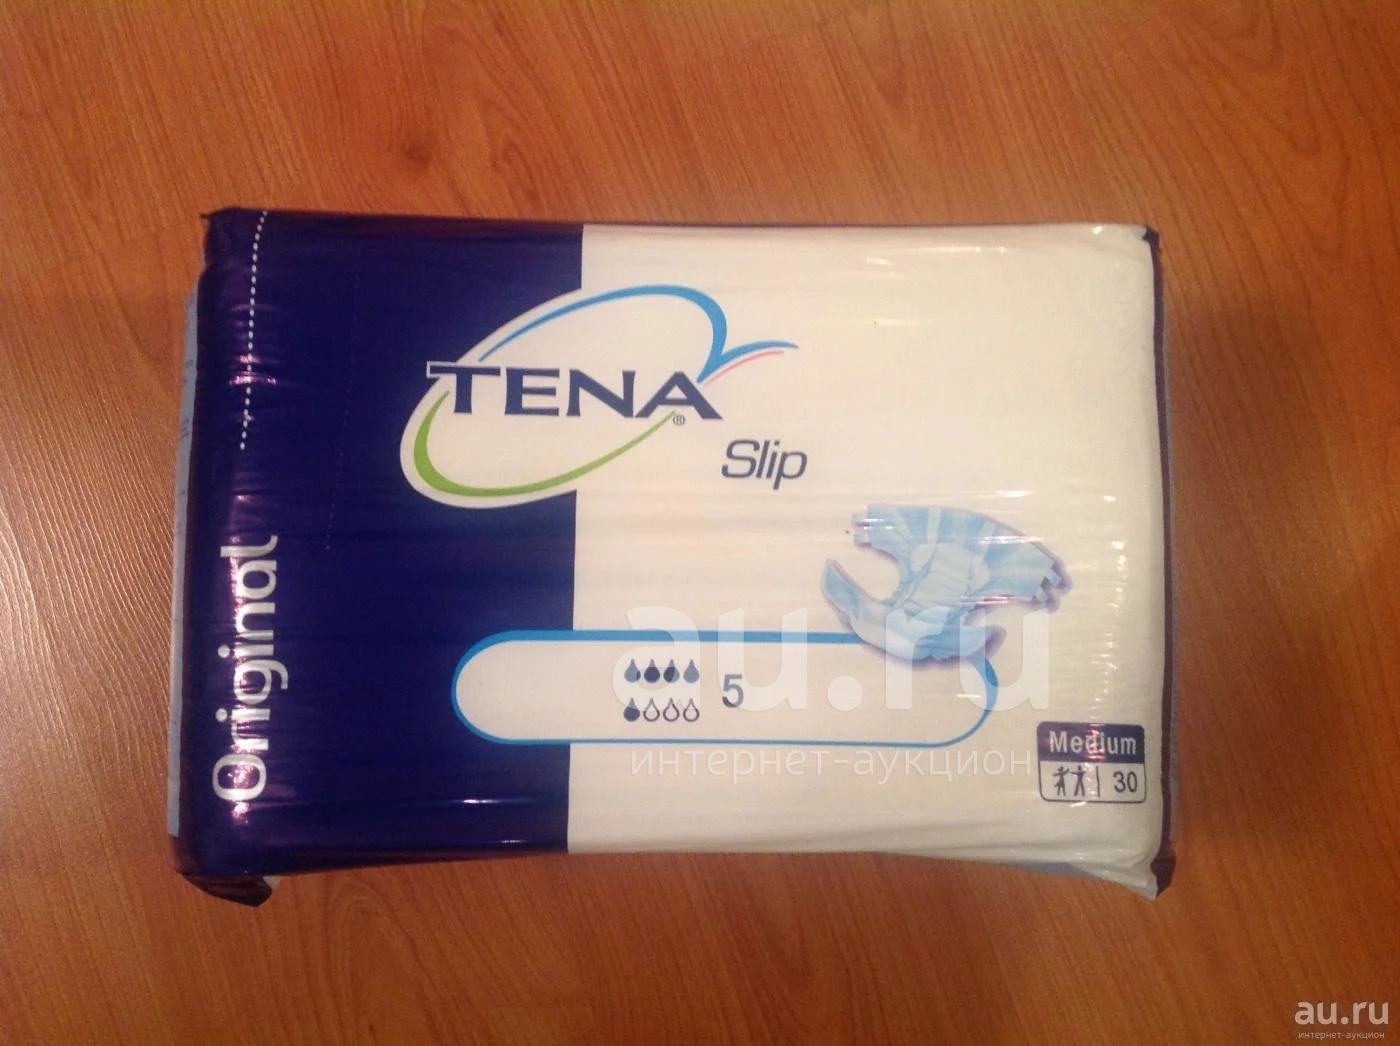 TENA®
Slip
Original
5
Medium
30
au.ru
интернет-аукцион
au.ru
интернет-аукцион